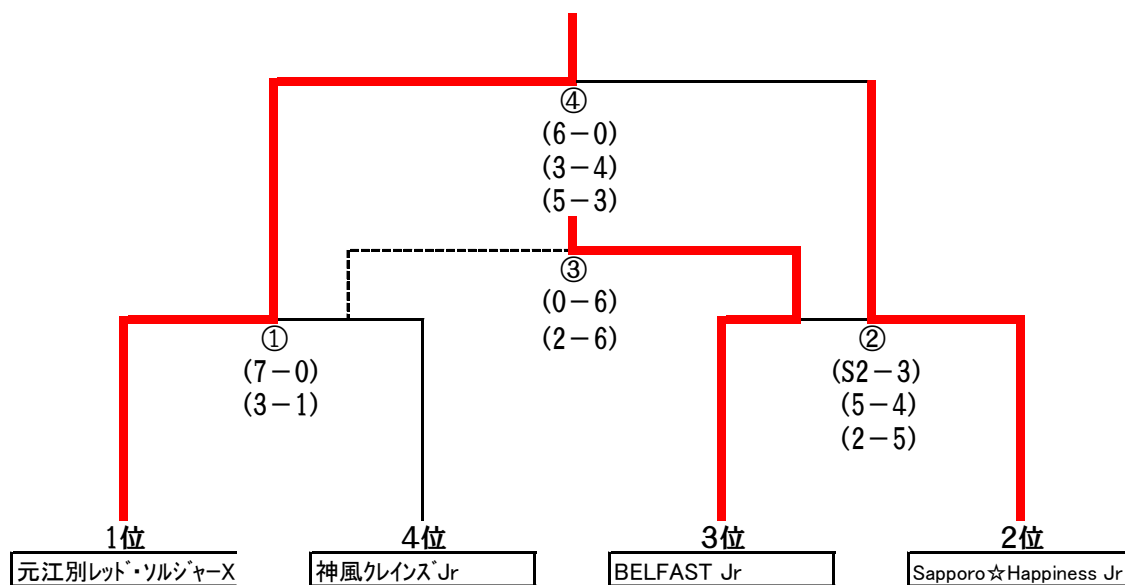 ④
(6－0)
(3－4)
(5－3)
③
(0－6)
(2－6)
①
(7－0)
(3－1)
②
(S2－3)
(5－4)
(2－5)
1位
4位
3位
2位
元江別ﾚｯﾄﾞ・ｿﾙｼﾞｬｰX
神風ｸﾚｲﾝｽﾞJr
BELFAST Jr
Sapporo☆Happiness Jr